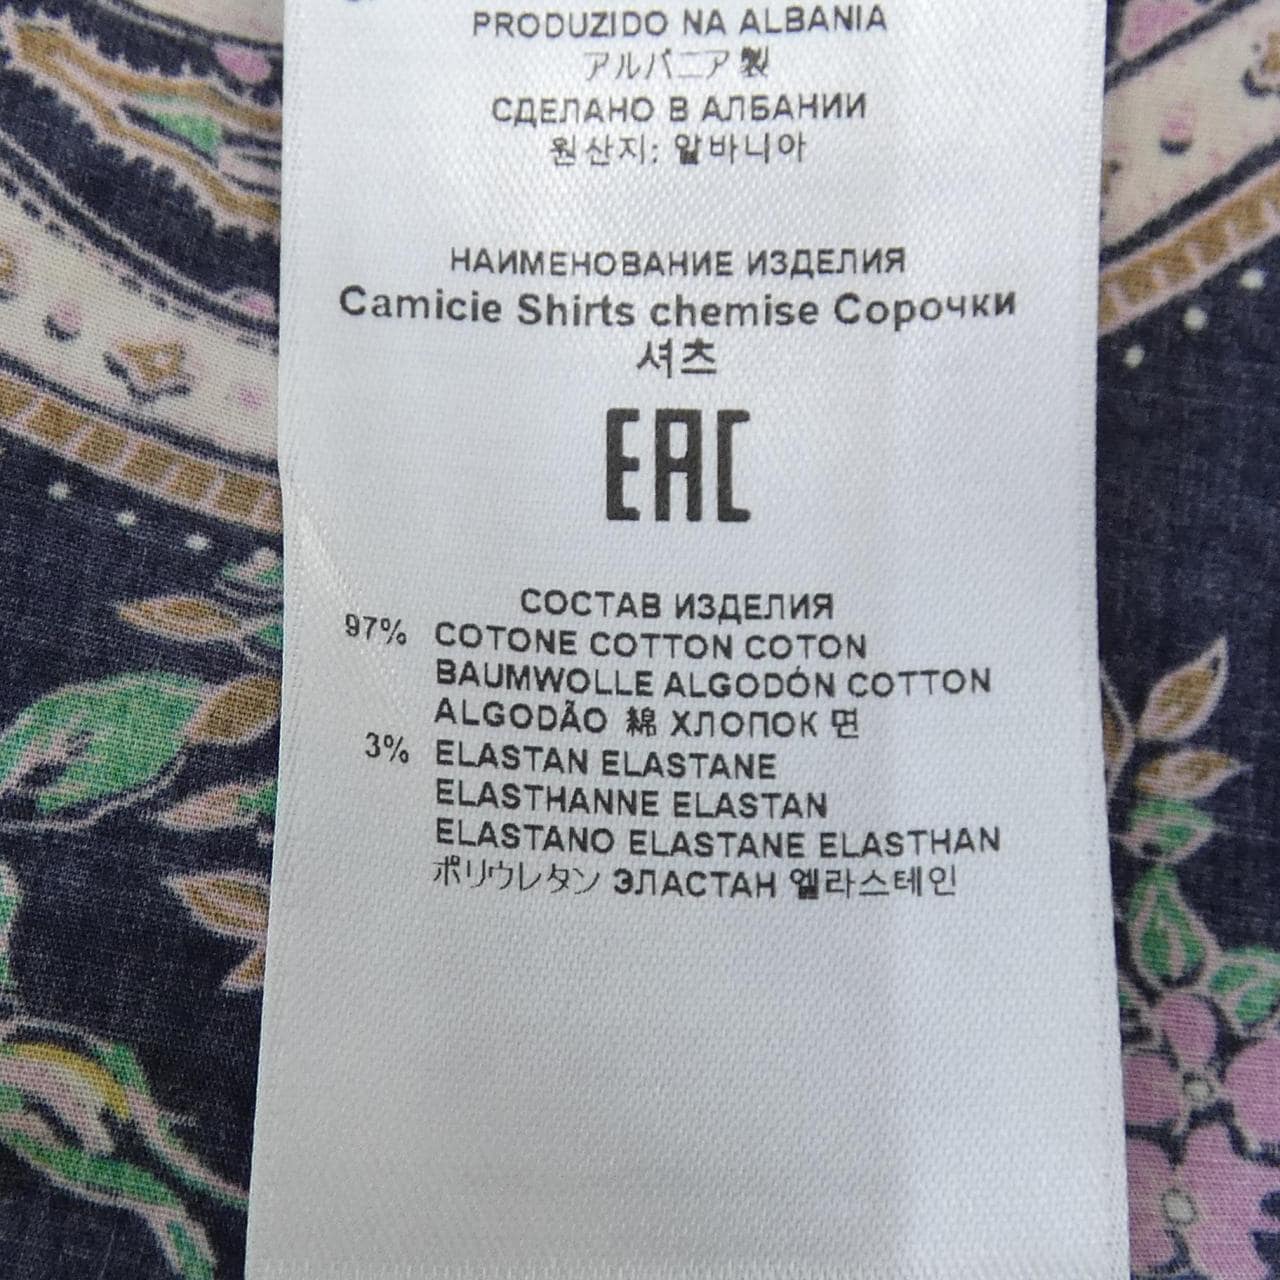 PRODUZIDO NA ALBANIA
アルバニア製
СДЕЛАНО В АЛБАНИИ
원산지: 알바니아
НАИМЕНОВАНИЕ ИЗДЕЛИЯ
Camicie Shirts chemise Сорочки
셔츠
EAC
СОСТАВ ИЗДЕЛИЯ
97% COTONE COTTON COTON
BAUMWOLLE ALGODÓN COTTON
ALGODÃO 綿 ХЛОПОК 면
3% ELASTAN ELASTANE
ELASTHANNE ELASTAN
ELASTANO ELASTANE ELASTHAN
ポリウレタン ЭЛАСТАН 엘라스테인